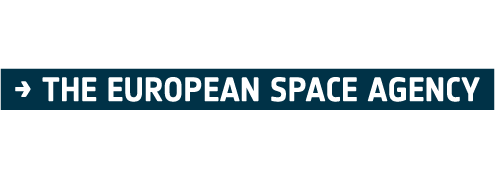 → THE EUROPEAN SPACE AGENCY